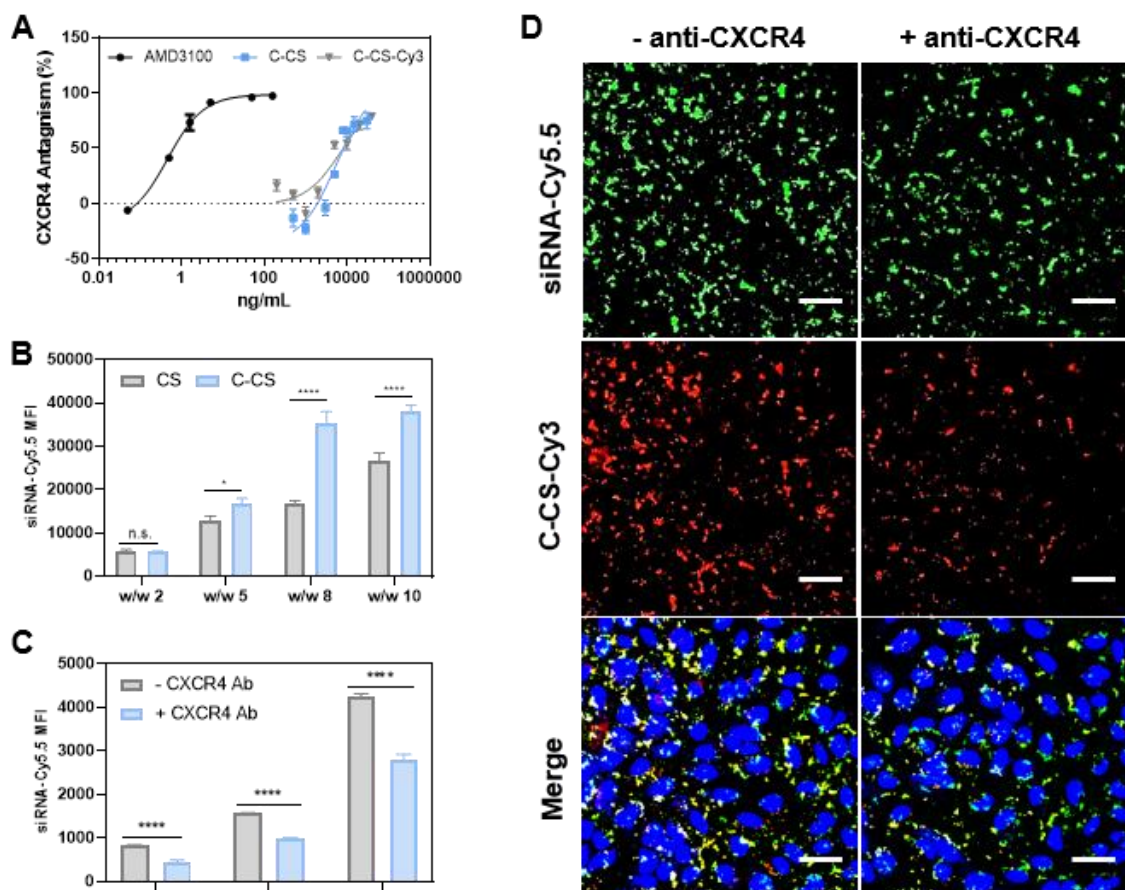 A
CXCR4 Antagnism (%)
150
100
50
0
-50
AMD3100
C-CS
C-CS-Cy3
0.01
1
100
10000
1000000
ng/mL
B
siRNA-Cy5.5 MFI
50000
40000
30000
20000
10000
0
CS
C-CS
n.s.
*
****
****
w/w 2
w/w 5
w/w 8
w/w 10
C
siRNA-Cy5.5 MFI
5000
4000
3000
2000
1000
0
- CXCR4 Ab
+ CXCR4 Ab
****
****
****
D
- anti-CXCR4
+ anti-CXCR4
siRNA-Cy5.5
C-CS-Cy3
Merge